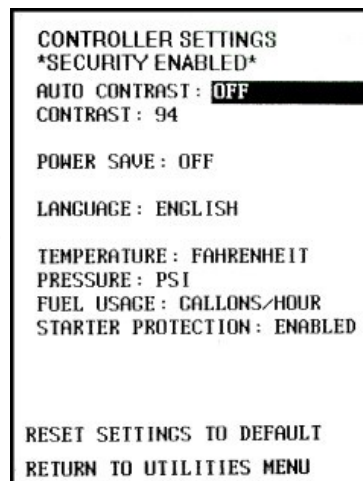 CONTROLLER SETTINGS
*SECURITY ENABLED*
AUTO CONTRAST: OFF
CONTRAST: 94
POWER SAVE: OFF
LANGUAGE: ENGLISH
TEMPERATURE: FAHRENHEIT
PRESSURE: PSI
FUEL USAGE: GALLONS/HOUR
STARTER PROTECTION: ENABLED
RESET SETTINGS TO DEFAULT
RETURN TO UTILITIES MENU